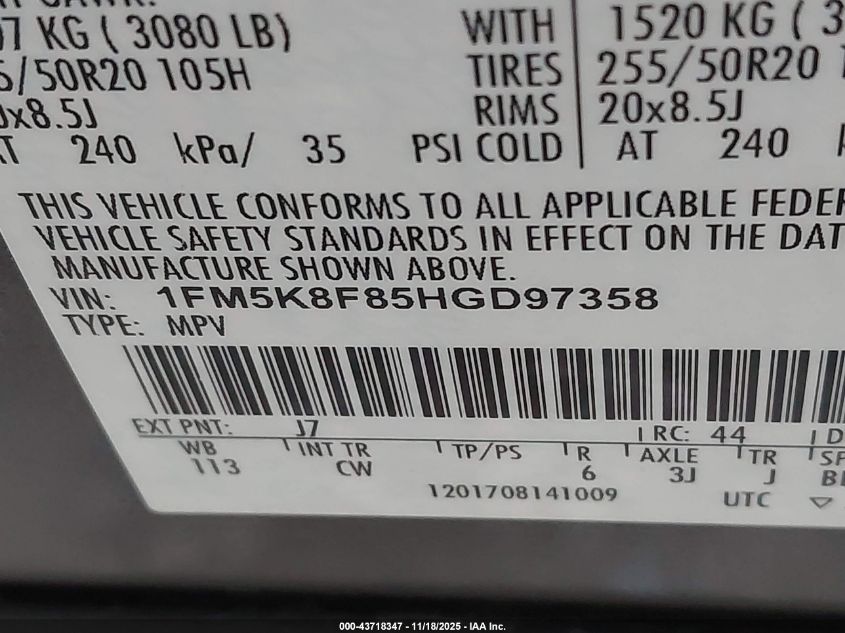 KG ( 3080 LB) WITH 1520 KG (
/50R20 105H TIRES 255/50R20
x8.5J RIMS 20x8.5J
240 kPa/ 35 PSI COLD AT 240
THIS VEHICLE CONFORMS TO ALL APPLICABLE FEDER
VEHICLE SAFETY STANDARDS IN EFFECT ON THE DAT
MANUFACTURE SHOWN ABOVE.
VIN: 1FM5K8F85HGD97358
TYPE: MPV
EXT PNT: J7 RC: 44
WB INT TR TP/PS R AXLE TR
113 CW 6 3J J
1201708141009 UTC
000-43718347 - 11/18/2025 - IAA Inc.